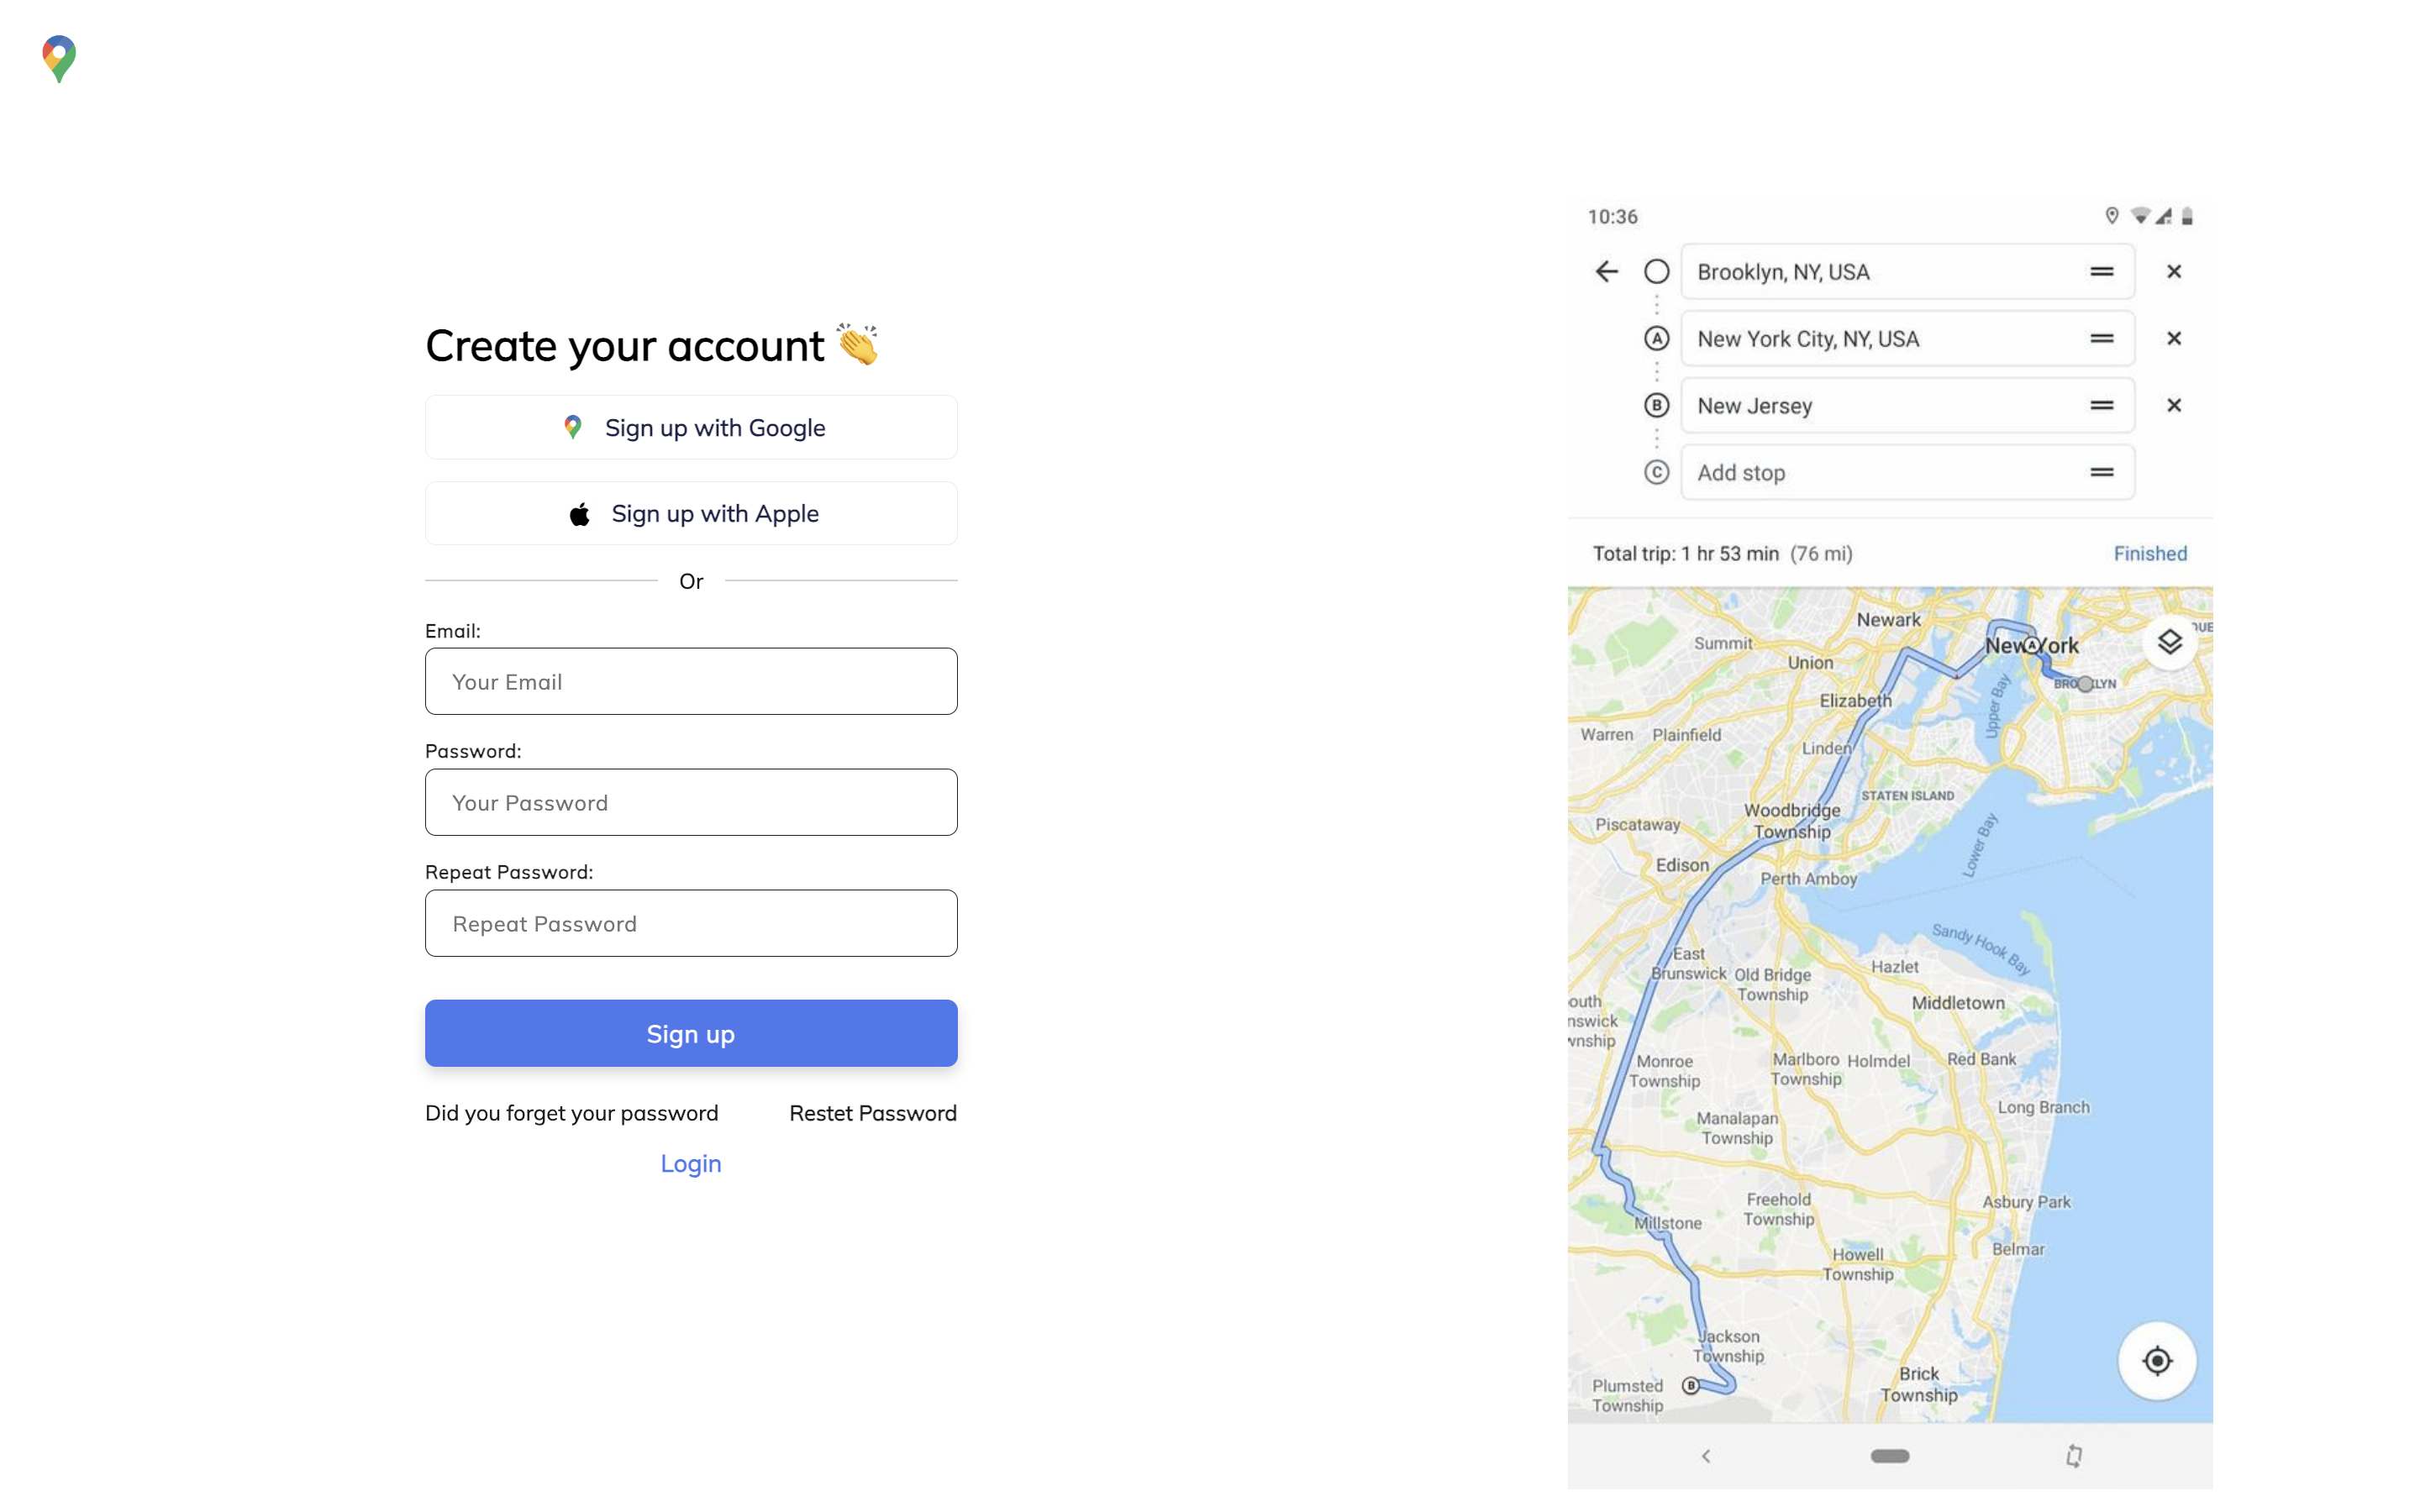 Create your account
Sign up with Google
Sign up with Apple
Or
Email:
Your Email
Password:
Your Password
Repeat Password:
Repeat Password
Sign up
Did you forget your password
Restet Password
Login
10:36
Brooklyn, NY, USA
A
New York City, NY, USA
B
New Jersey
C
Add stop
Total trip: 1 hr 53 min (76 mi)
Finished
Newark
Summit
New York
A
QUE
Union
BROOKLYN
Elizabeth
Upper Bay
Warren
Plainfield
Linden
STATEN ISLAND
Woodbridge
Township
Piscataway
Lower Bay
Edison
Perth Amboy
Sandy Hook Bay
East
Brunswick
Old Bridge
Township
Hazlet
outh
nswick
wnship
Middletown
Monroe
Township
Marlboro
Township
Holmdel
Red Bank
Long Branch
Manalapan
Township
Freehold
Township
Asbury Park
Millstone
Howell
Township
Belmar
Jackson
Township
Plumsted
Township
B
Brick
Township